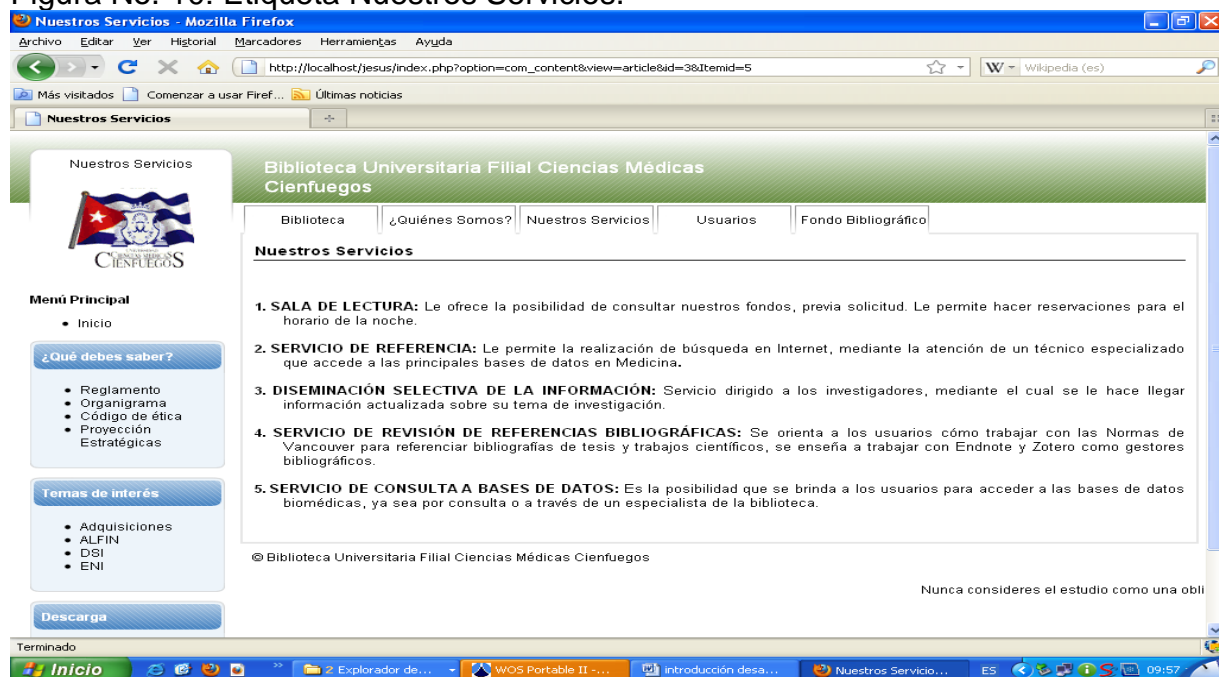 Figura No. 10. Etiqueta Nuestros Servicios.
Nuestros Servicios - Mozilla Firefox
Archivo Editar Ver Historial Marcadores Herramientas Ayuda
http://localhost/jesus/index.php?option=com_content&view=article&id=3&Itemid=5
Wikipedia (es)
Más visitados Comenzar a usar Firef... Últimas noticias
Nuestros Servicios
Nuestros Servicios
Biblioteca Universitaria Filial Ciencias Médicas
Cienfuegos
Biblioteca ¿Quiénes Somos? Nuestros Servicios Usuarios Fondo Bibliográfico
CIENFUEGOS
Nuestros Servicios
Menú Principal
Inicio
¿Qué debes saber?
Reglamento
Organigrama
Código de ética
Proyección
Estratégicas
Temas de interés
Adquisiciones
ALFIN
DSI
ENI
Descarga
1. SALA DE LECTURA: Le ofrece la posibilidad de consultar nuestros fondos, previa solicitud. Le permite hacer reservaciones para el
horario de la noche.
2. SERVICIO DE REFERENCIA: Le permite la realización de búsqueda en Internet, mediante la atención de un técnico especializado
que accede a las principales bases de datos en Medicina.
3. DISEMINACIÓN SELECTIVA DE LA INFORMACIÓN: Servicio dirigido a los investigadores, mediante el cual se le hace llegar
información actualizada sobre su tema de investigación.
4. SERVICIO DE REVISIÓN DE REFERENCIAS BIBLIOGRÁFICAS: Se orienta a los usuarios cómo trabajar con las Normas de
Vancouver para referenciar bibliografías de tesis y trabajos científicos, se enseña a trabajar con Endnote y Zotero como gestores
bibliográficos.
5. SERVICIO DE CONSULTA A BASES DE DATOS: Es la posibilidad que se brinda a los usuarios para acceder a las bases de datos
biomédicas, ya sea por consulta o a través de un especialista de la biblioteca.
© Biblioteca Universitaria Filial Ciencias Médicas Cienfuegos
Nunca consideres el estudio como una obli
Terminado
Inicio 2 Explorador de... WOS Portable II -... introducción desa... Nuestros Servicio... ES 09:57